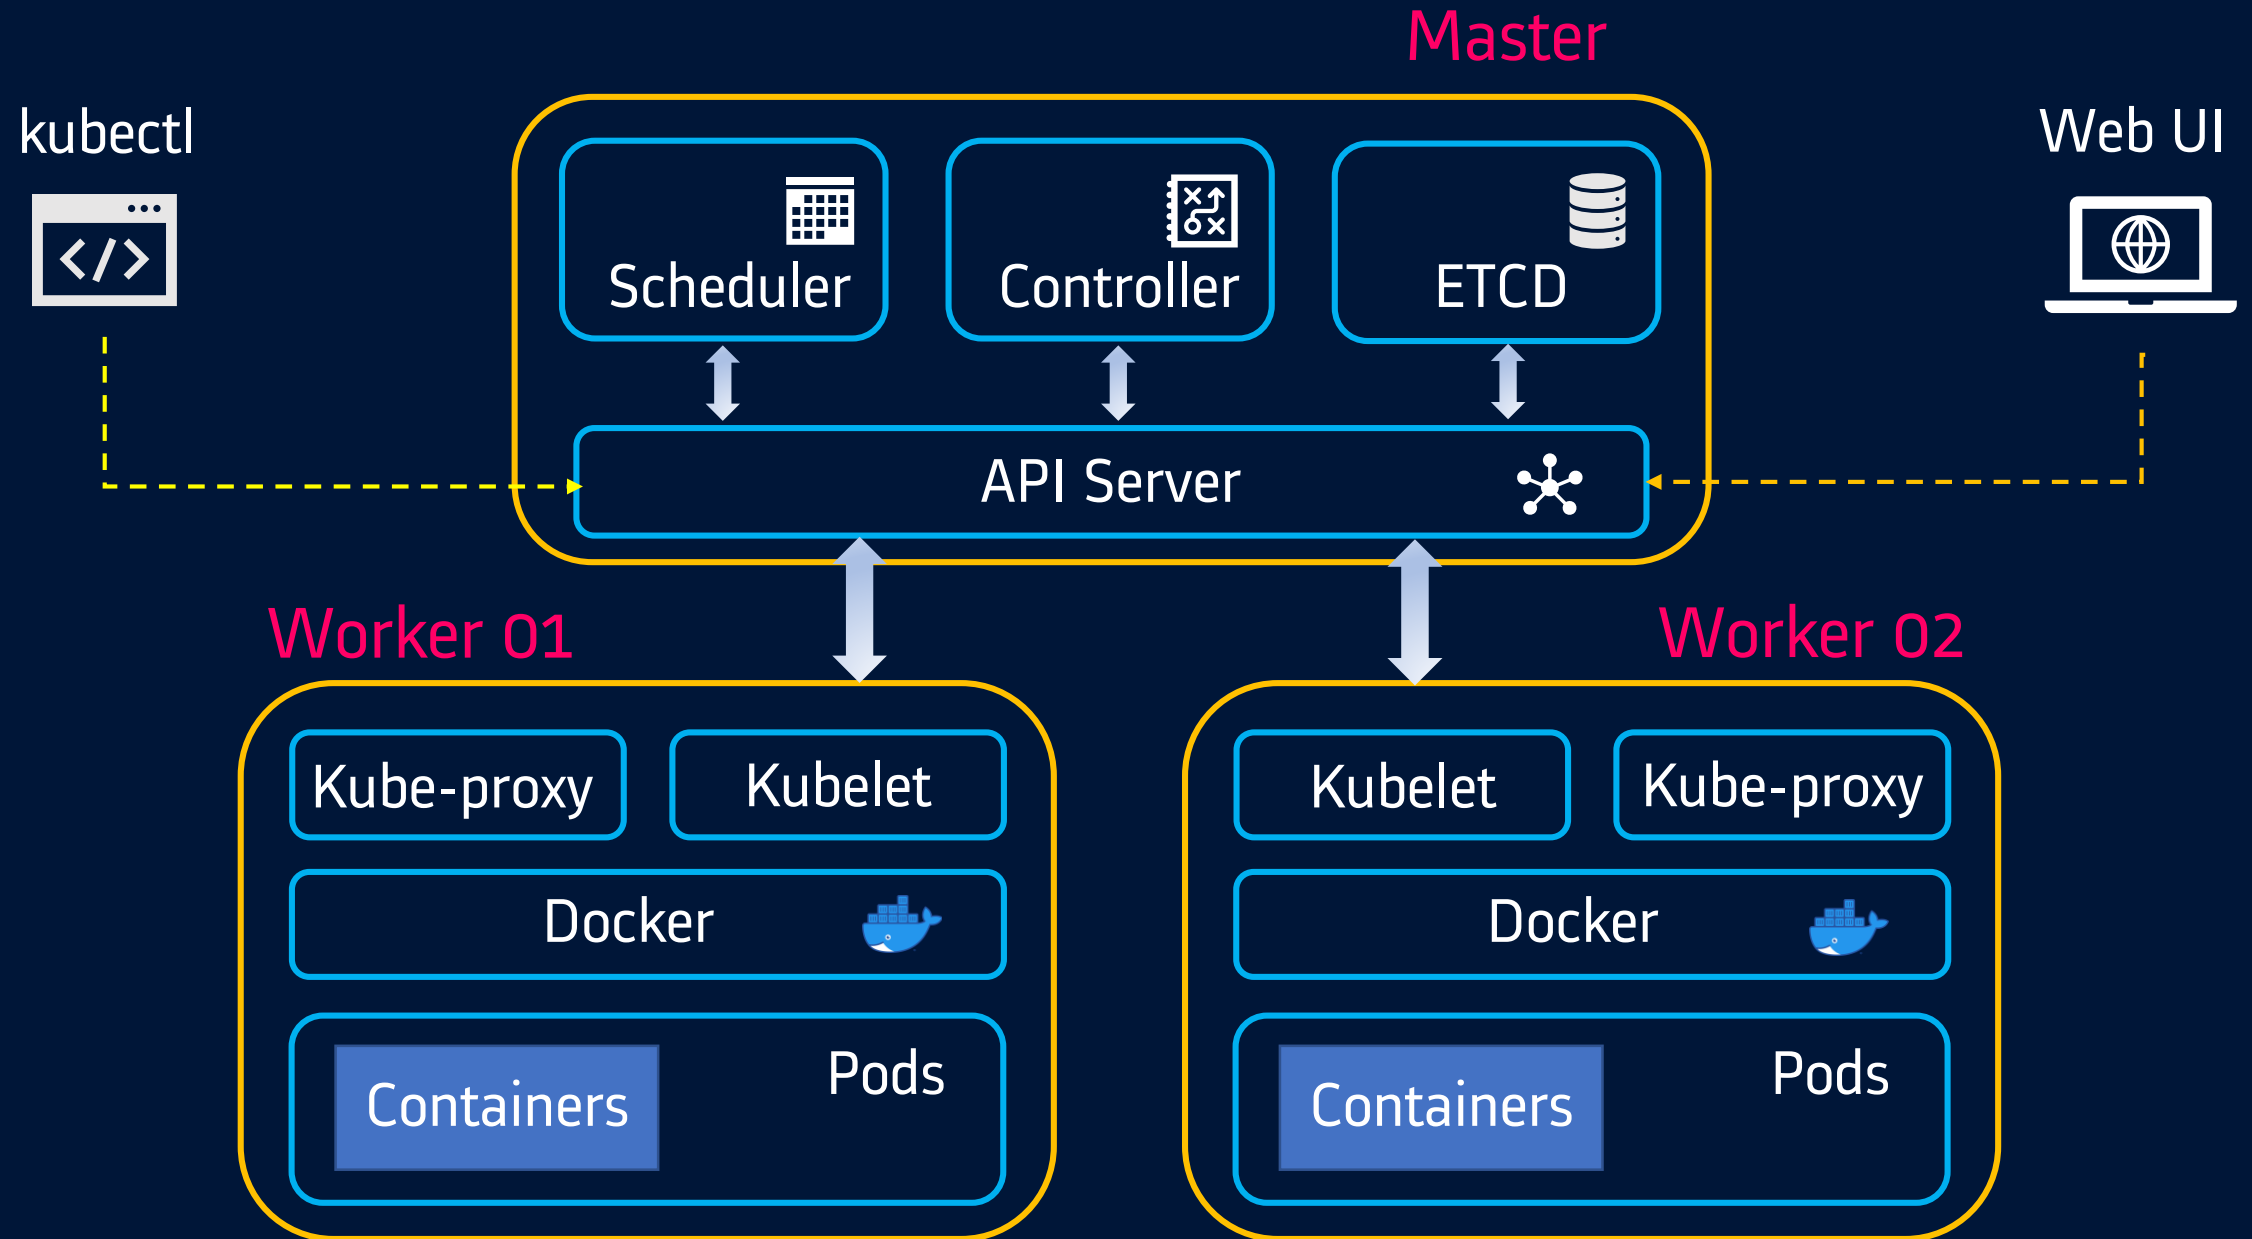 Master
kubectl
Web UI
Scheduler
Controller
ETCD
API Server
Worker 01
Worker 02
Kube-proxy
Kubelet
Kubelet
Kube-proxy
Docker
Docker
Pods
Containers
Pods
Containers